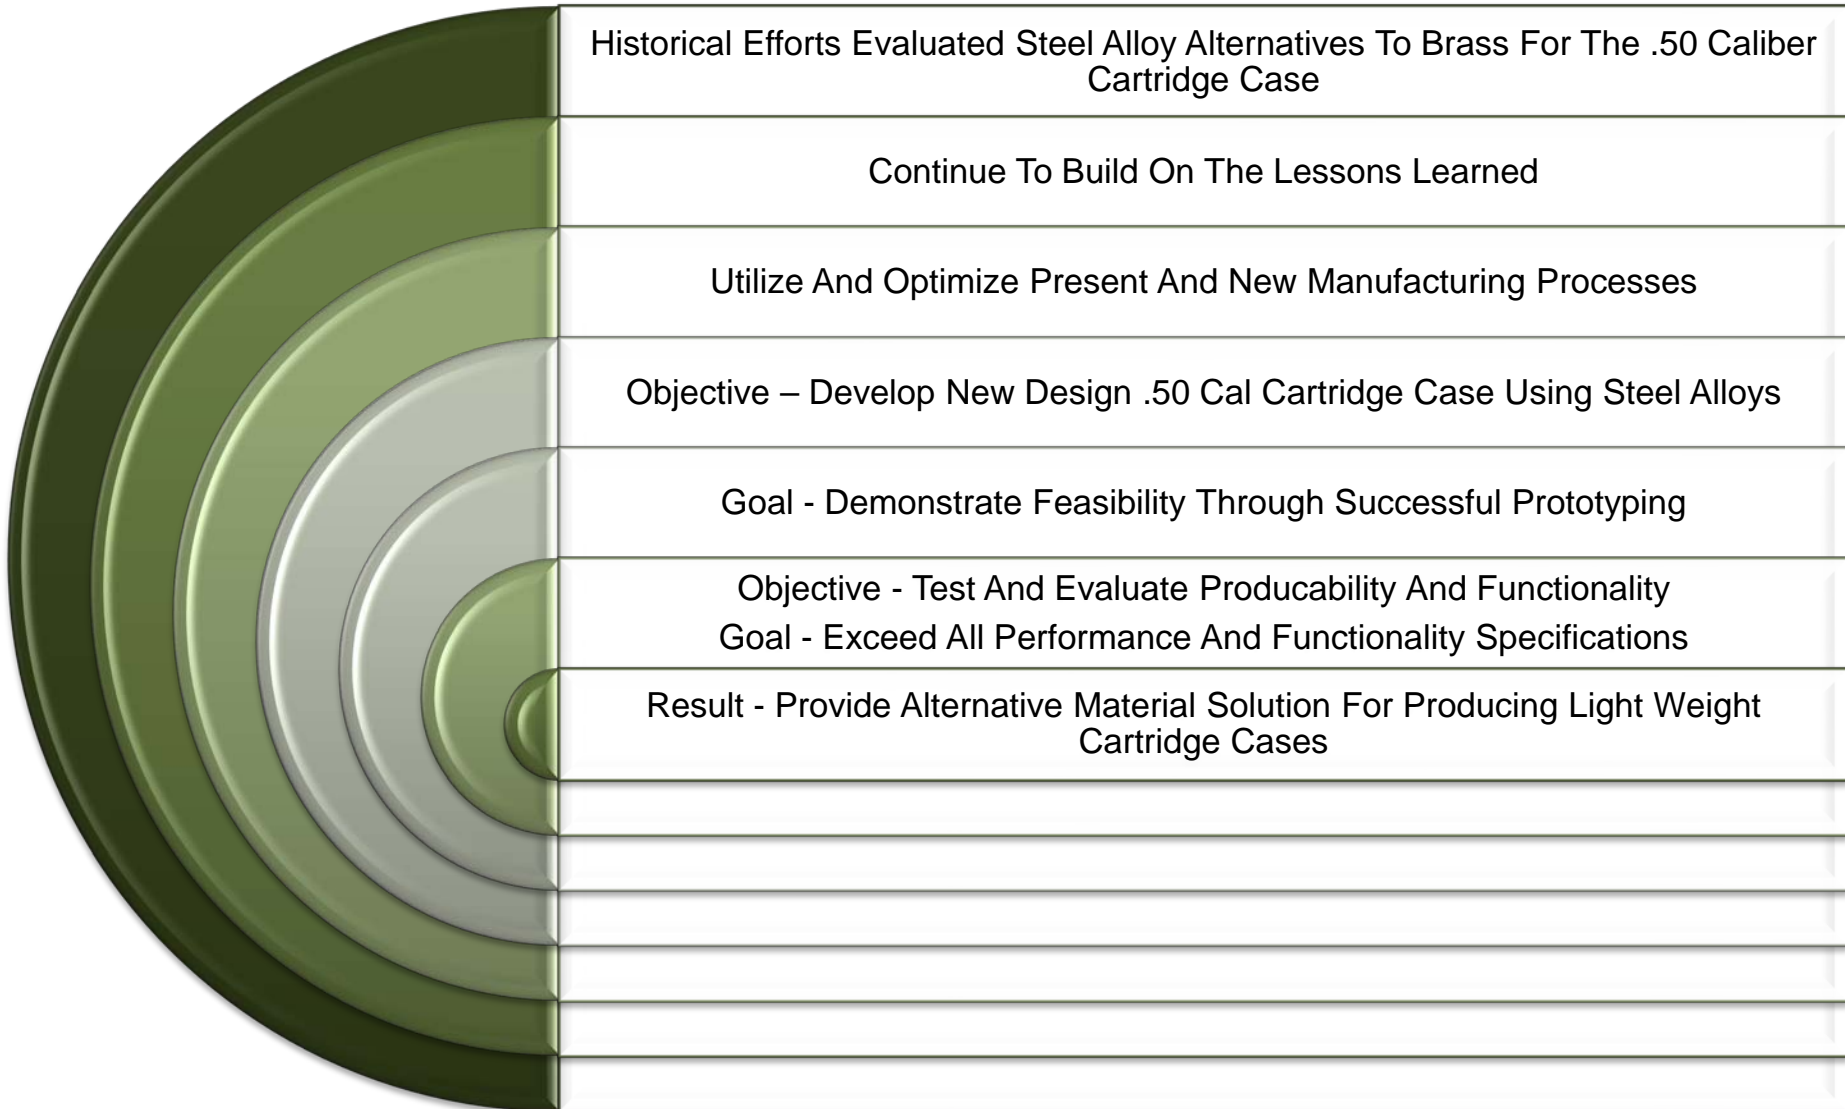 Historical Efforts Evaluated Steel Alloy Alternatives To Brass For The .50 Caliber
Cartridge Case
Continue To Build On The Lessons Learned
Utilize And Optimize Present And New Manufacturing Processes
Objective – Develop New Design .50 Cal Cartridge Case Using Steel Alloys
Goal - Demonstrate Feasibility Through Successful Prototyping
Objective - Test And Evaluate Producability And Functionality
Goal - Exceed All Performance And Functionality Specifications
Result - Provide Alternative Material Solution For Producing Light Weight
Cartridge Cases